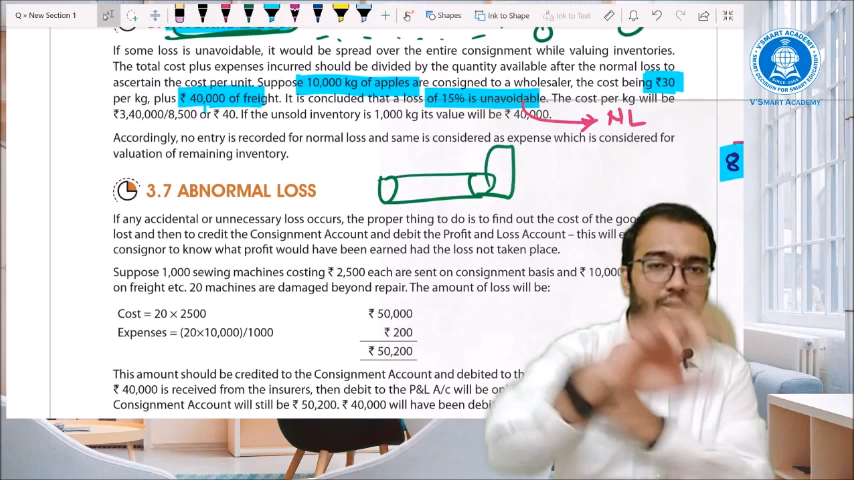 Q » New Section 1
Shapes
Ink to Shape
Ink to Text
If some loss is unavoidable, it would be spread over the entire consignment while valuing inventories.
The total cost plus expenses incurred should be divided by the quantity available after the normal loss to
ascertain the cost per unit. Suppose 10,000 kg of apples are consigned to a wholesaler, the cost being ₹30
per kg, plus ₹ 40,000 of freight. It is concluded that a loss of 15% is unavoidable. The cost per kg will be
₹3,40,000/8,500 or ₹ 40. If the unsold inventory is 1,000 kg its value will be ₹ 40,000.
NL
Accordingly, no entry is recorded for normal loss and same is considered as expense which is considered for
valuation of remaining inventory.
8
3.7 ABNORMAL LOSS
If any accidental or unnecessary loss occurs, the proper thing to do is to find out the cost of the
lost and then to credit the Consignment Account and debit the Profit and Loss Account – this will
consignor to know what profit would have been earned had the loss not taken place.
Suppose 1,000 sewing machines costing ₹ 2,500 each are sent on consignment basis and ₹ 10,000
on freight etc. 20 machines are damaged beyond repair. The amount of loss will be:
Cost = 20 × 2500 ₹ 50,000
Expenses = (20×10,000)/1000 ₹ 200
₹ 50,200
This amount should be credited to the Consignment Account and debited to the
₹ 40,000 is received from the insurers, then debit to the P&L A/c will be
Consignment Account will still be ₹ 50,200. ₹ 40,000 will have been
V'SMART ACADEMY
SINCE 2008
V'SMART ACADEMY